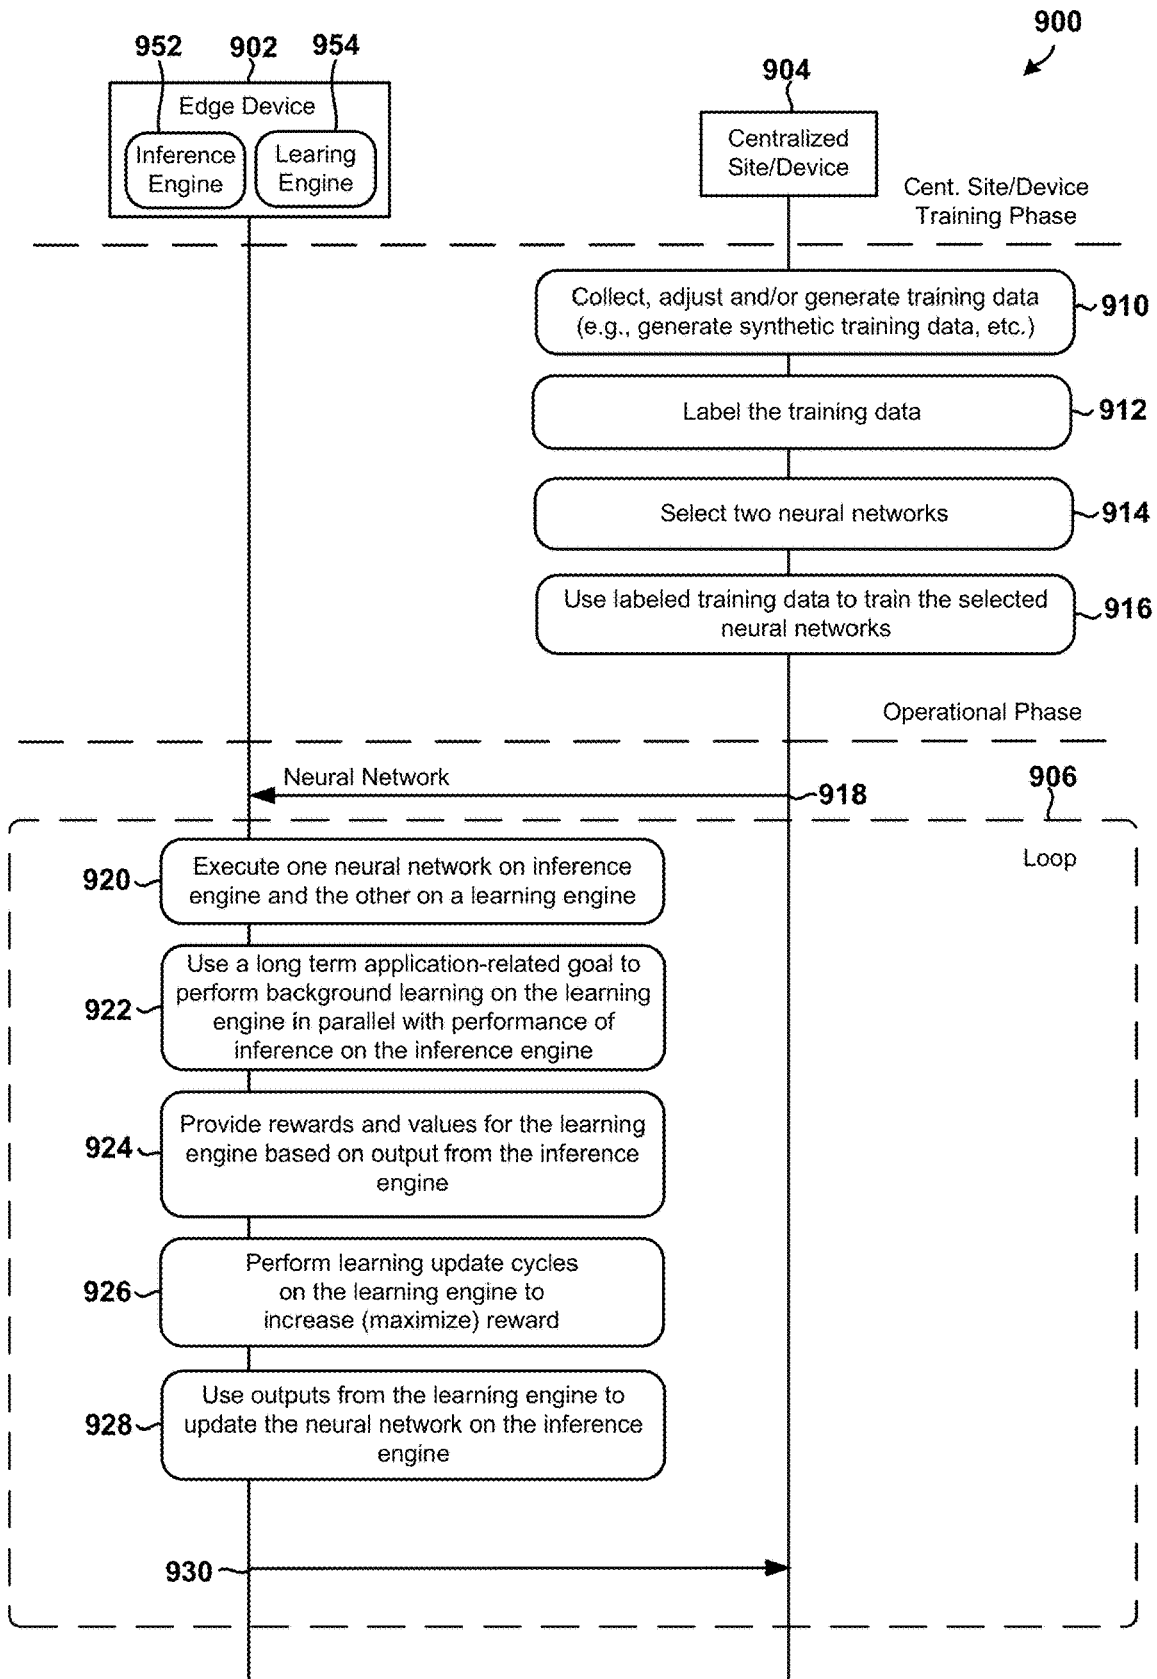 900
952
902
954
Edge Device
Inference
Engine
Learing
Engine
904
Centralized
Site/Device
Cent. Site/Device
Training Phase
Collect, adjust and/or generate training data
(e.g., generate synthetic training data, etc.)
910
Label the training data
912
Select two neural networks
914
Use labeled training data to train the selected
neural networks
916
Operational Phase
Neural Network
918
906
Loop
920
Execute one neural network on inference
engine and the other on a learning engine
922
Use a long term application-related goal to
perform background learning on the learning
engine in parallel with performance of
inference on the inference engine
924
Provide rewards and values for the learning
engine based on output from the inference
engine
926
Perform learning update cycles
on the learning engine to
increase (maximize) reward
928
Use outputs from the learning engine to
update the neural network on the inference
engine
930